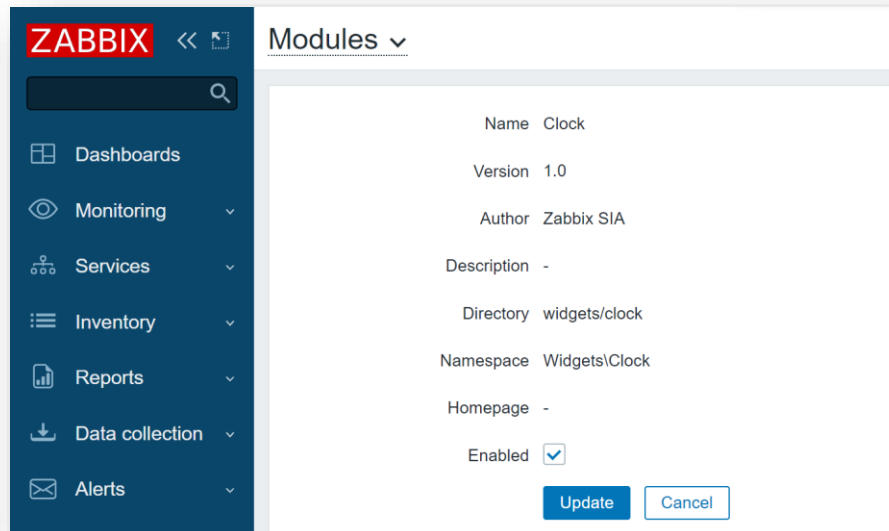 ZABBIX
Modules
Dashboards
Monitoring
Services
Inventory
Reports
Data collection
Alerts
Name Clock
Version 1.0
Author Zabbix SIA
Description -
Directory widgets/clock
Namespace Widgets\Clock
Homepage -
Enabled
Update Cancel